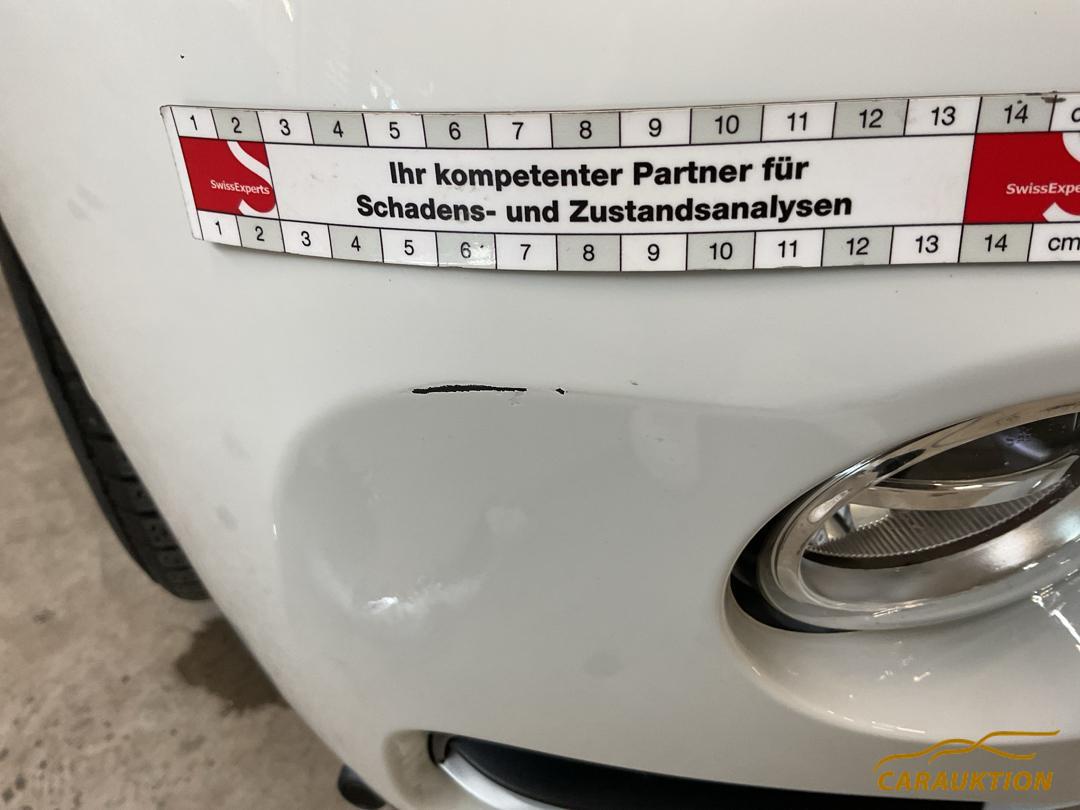 1 2 3 4 5 6 7 8 9 10 11 12 13 14
SwissExperts
Ihr kompetenter Partner für
Schadens- und Zustandsanalysen
SwissExpe
1 2 3 4 5 6 7 8 9 10 11 12 13 14 cm
CARAUKTION